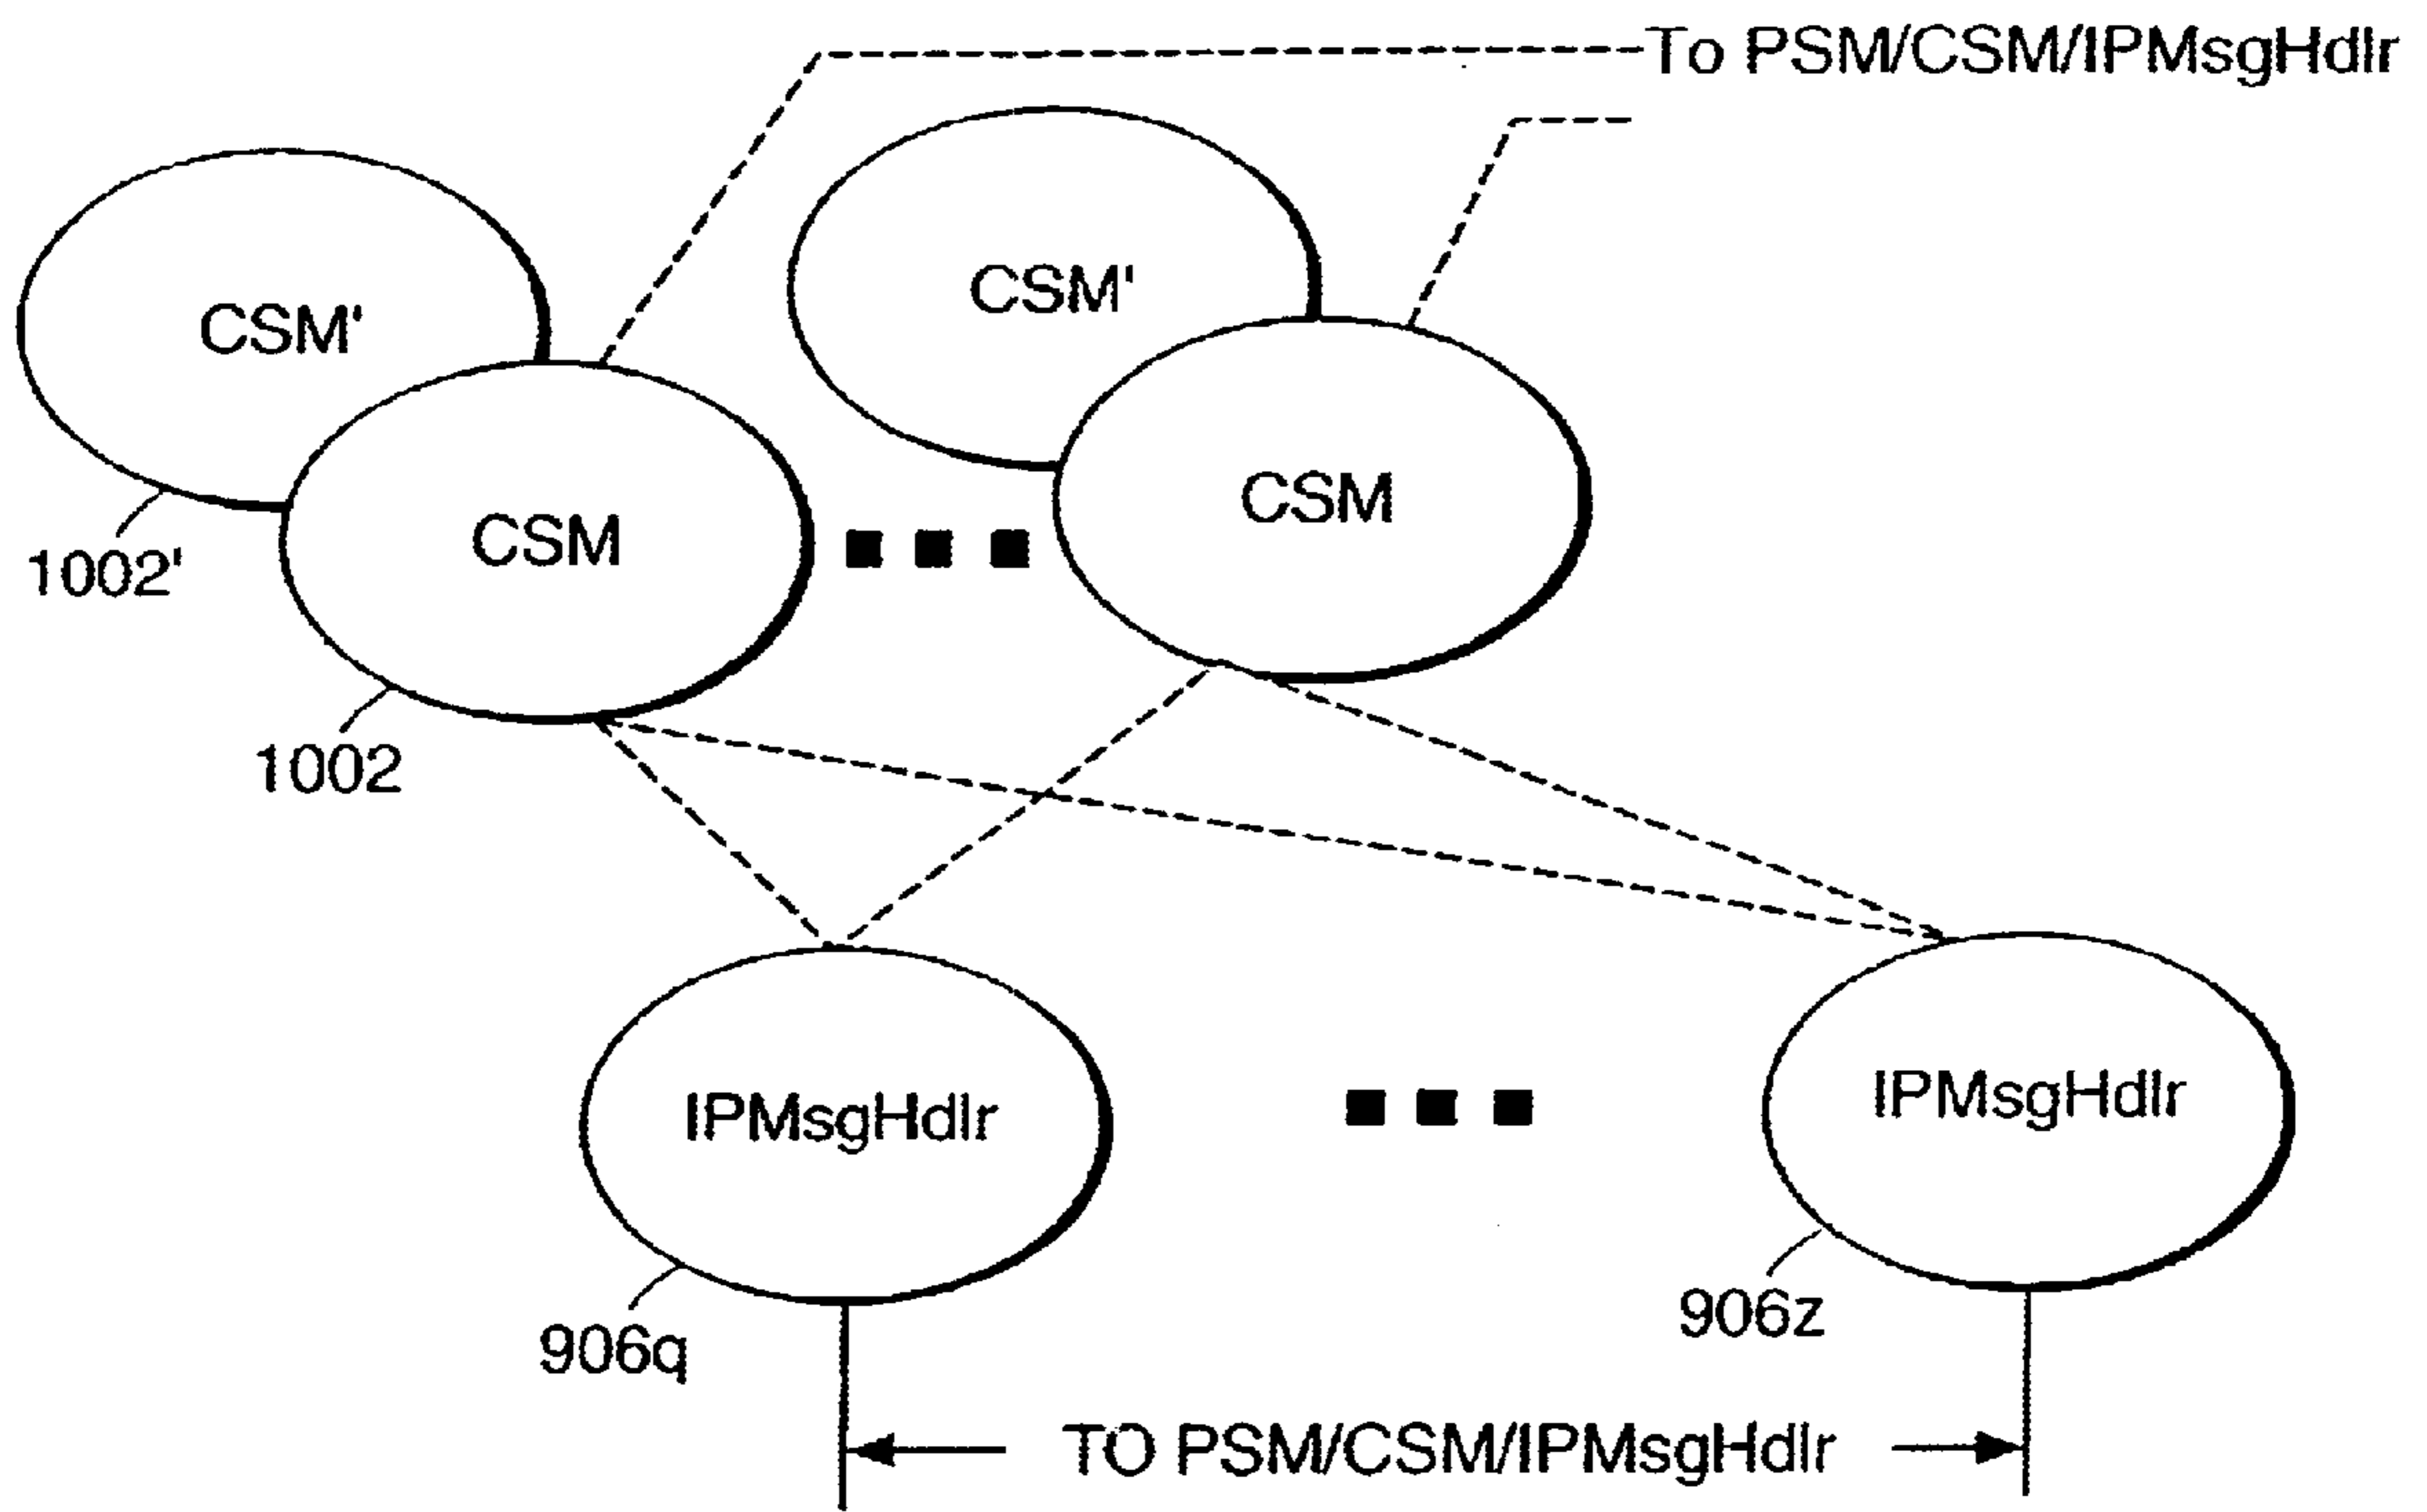 To PSM/CSM/IPMsgHdlr
CSM'
CSM'
CSM
CSM
1002'
1002
IPMsgHdlr
IPMsgHdlr
906q
906z
TO PSM/CSM/IPMsgHdlr